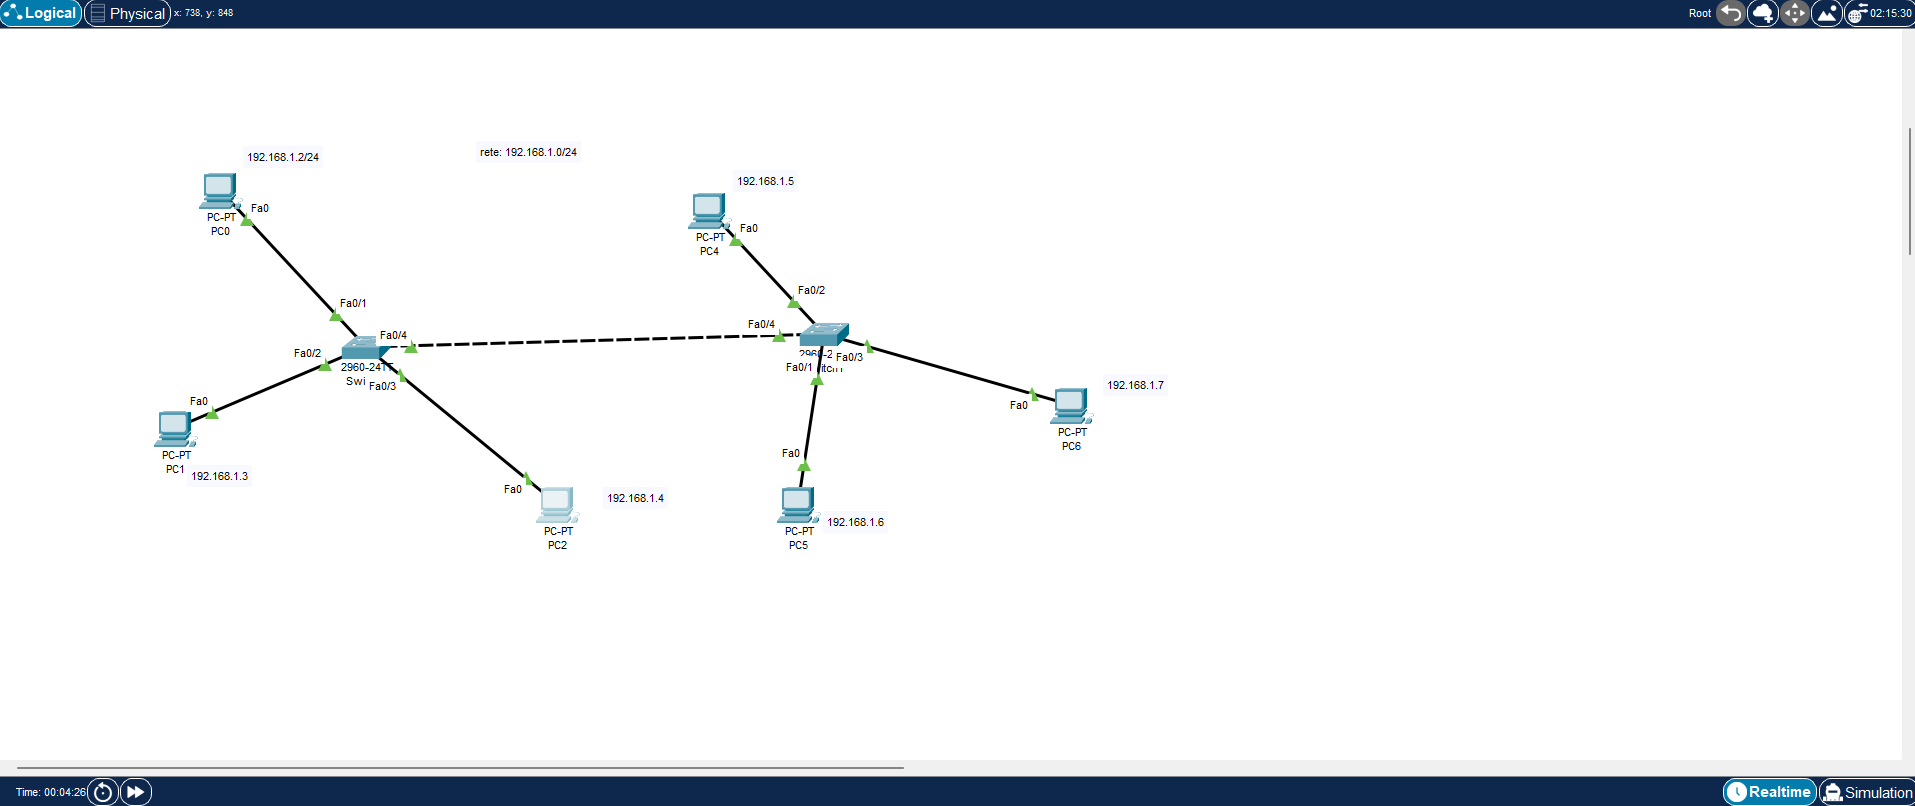 Logical
Physical
x: 738, y: 848
Root
02:15:30
192.168.1.2/24
rete: 192.168.1.0/24
192.168.1.5
Fa0
PC-PT
PC0
Fa0
PC-PT
PC4
Fa0/1
Fa0/2
Fa0/4
Fa0/4
Fa0/2
2960-24TT
Swi
Fa0/3
Fa0/3
Fa0/1
192.168.1.7
Fa0
PC-PT
PC1
192.168.1.3
Fa0
PC-PT
PC6
Fa0
Fa0
192.168.1.4
PC-PT
PC2
192.168.1.6
PC-PT
PC5
Time: 00:04:26
Realtime
Simulation